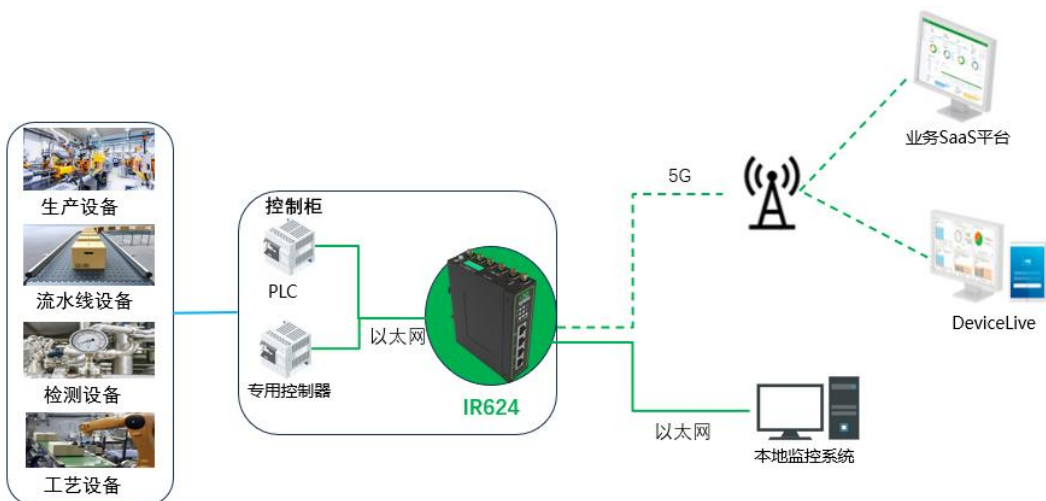 生产设备
流水线设备
检测设备
工艺设备
控制柜
PLC
专用控制器
以太网
IR624
5G
以太网
业务SaaS平台
DeviceLive
本地监控系统